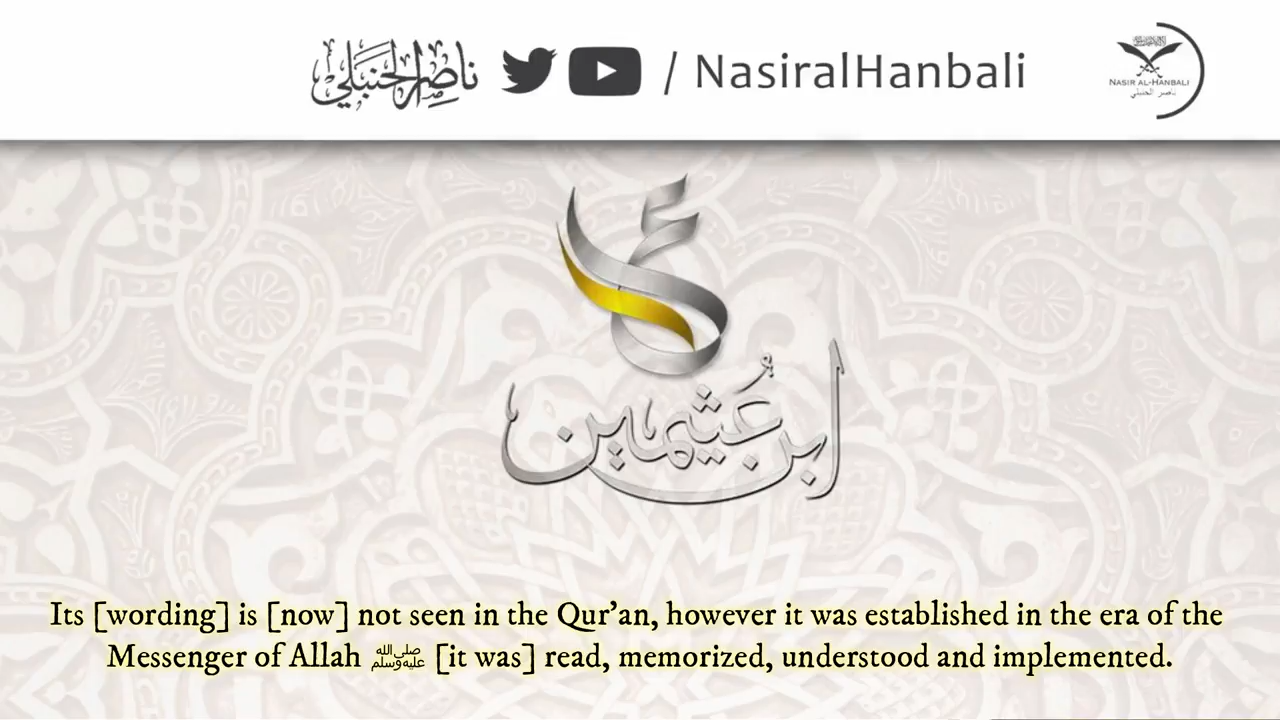 ناصر الحنبلي / NasiralHanbali
NASIR AL-HANBALI
ناصر الحنبلي
ابن عُثيمين
Its [wording] is [now] not seen in the Qur’an, however it was established in the era of the
Messenger of Allah ﷺ [it was] read, memorized, understood and implemented.